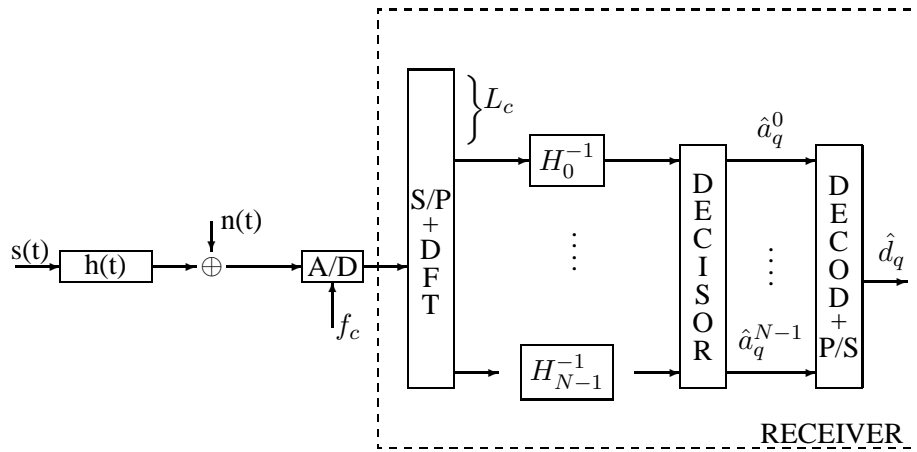 s(t)
h(t)
n(t)
⊕
A/D
f_c
S/P
+
D
F
T
L_c
H_0^{-1}
⋮
H_{N-1}^{-1}
D
E
C
I
S
O
R
â_q^0
⋮
â_q^{N-1}
D
E
C
O
D
+
P/S
d̂_q
RECEIVER